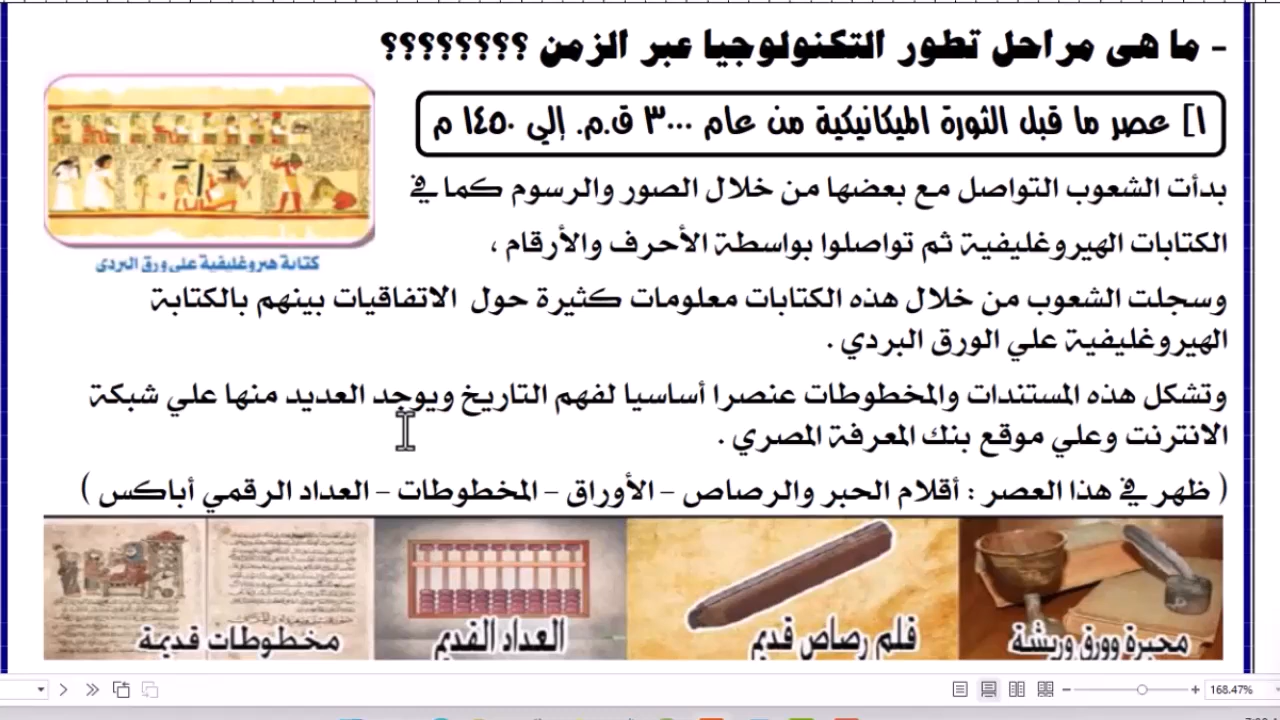 - ما هى مراحل تطور التكنولوجيا عبر الزمن ؟؟؟؟؟؟؟؟
١] عصر ما قبل الثورة الميكانيكية من عام ٣٠٠٠ ق.م. إلي ١٤٥٠ م
بدأت الشعوب التواصل مع بعضها من خلال الصور والرسوم كما في
الكتابات الهيروغليفية ثم تواصلوا بواسطة الأحرف والأرقام ،
كتابة هيروغليفية على ورق البردى
وسجلت الشعوب من خلال هذه الكتابات معلومات كثيرة حول الاتفاقيات بينهم بالكتابة
الهيروغليفية علي الورق البردي .
وتشكل هذه المستندات والمخطوطات عنصرا أساسيا لفهم التاريخ ويوجد العديد منها علي شبكة
الانترنت وعلي موقع بنك المعرفة المصري .
( ظهر في هذا العصر : أقلام الحبر والرصاص – الأوراق – المخطوطات – العداد الرقمي أباكس )
محبرة وورق وريشة
قلم رصاص قديم
العداد القديم
مخطوطات قديمة
168.47%